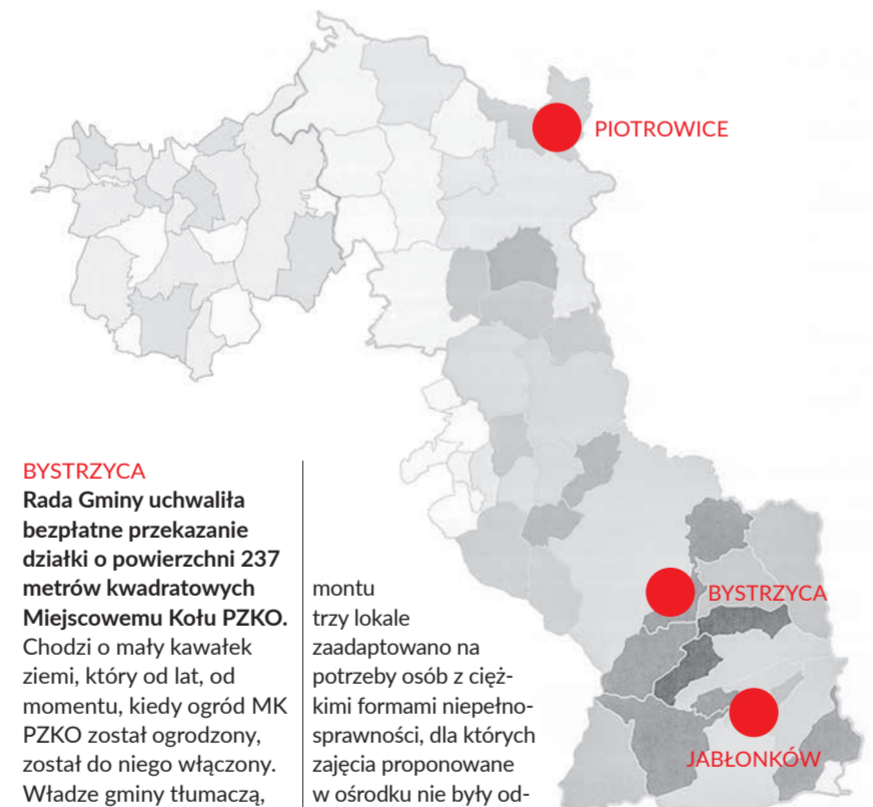 PIOTROWICE
BYSTRZYCA
Rada Gminy uchwaliła
bezpłatne przekazanie
działki o powierzchni 237
metrów kwadratowych
Miejscowemu Kołu PZKO.
Chodzi o mały kawałek
ziemi, który od lat, od
momentu, kiedy ogród MK
PZKO został ogrodzony,
został do niego włączony.
Władze gminy tłumaczą,
montu
trzy lokale
zaadaptowano na
potrzeby osób z cięż-
kimi formami niepełno-
sprawności, dla których
zajęcia proponowane
w ośrodku nie były od-
BYSTRZYCA
JABŁONKÓW